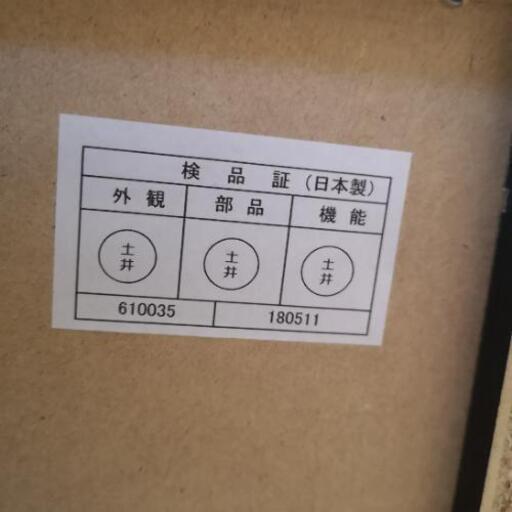 検品証（日本製）
外観 部品 機能
土井 土井 土井
610035 180511